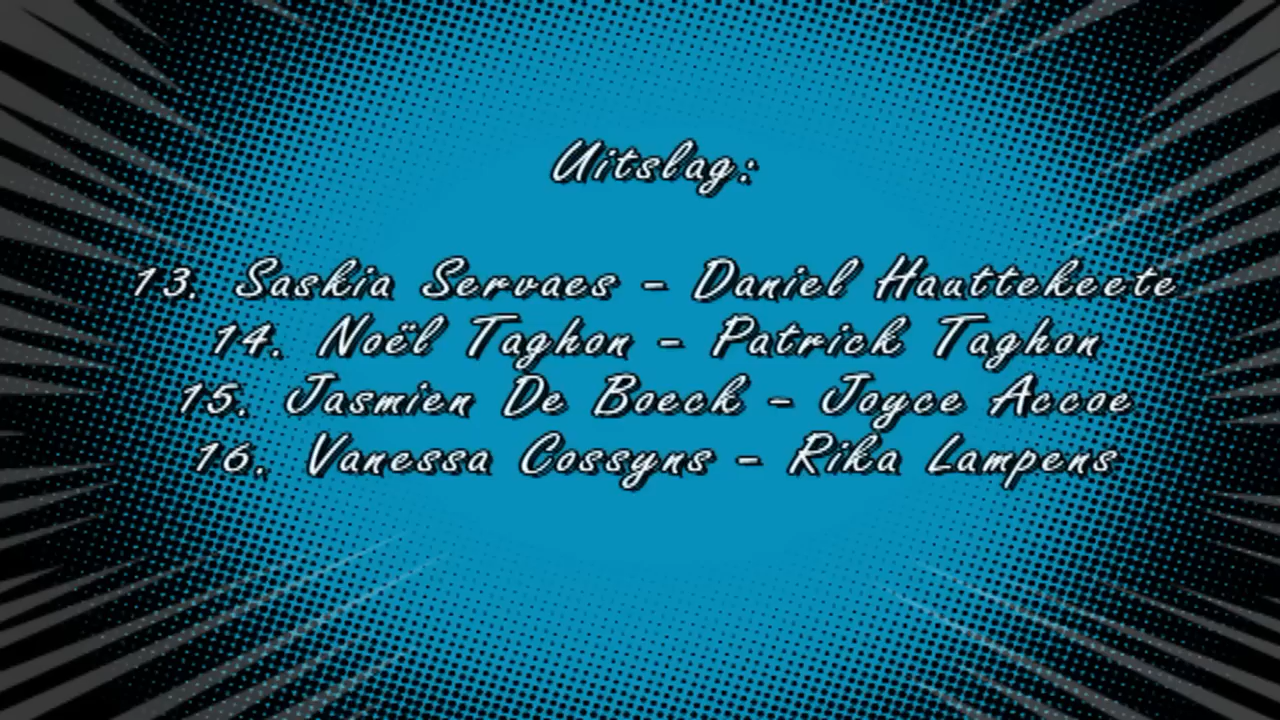 Uitslag:
13. Saskia Servaes - Daniel Hauttekeete
14. Noël Taghon - Patrick Taghon
15. Jasmien De Boeck - Joyce Accoe
16. Vanessa Cossyns - Rika Lampens